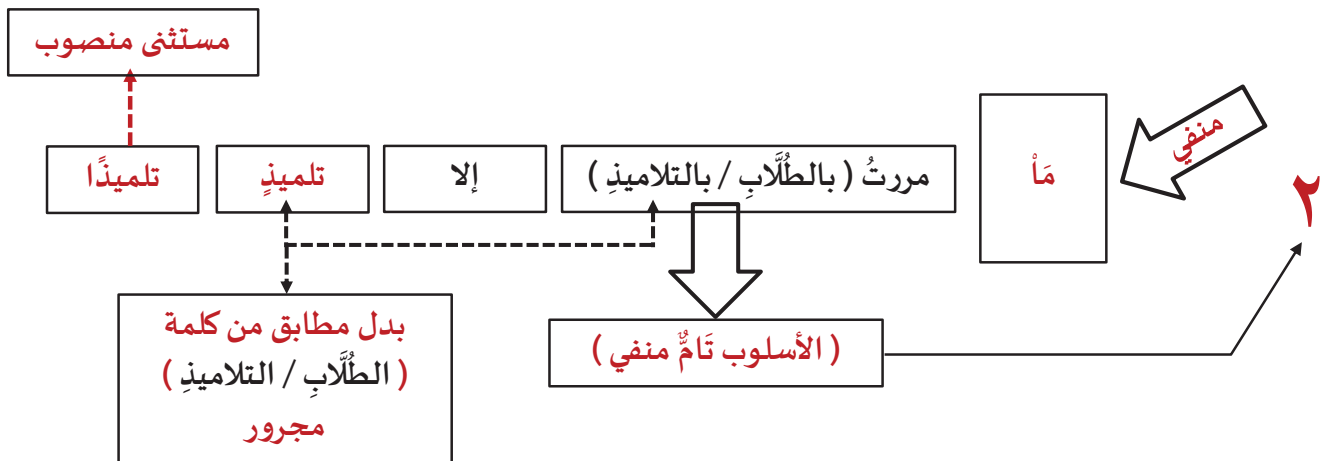 مستثنى منصوب
منفي
٢
مَاْ
مررتُ ( بالطُلَّابِ / بالتلاميذِ )
إلا
تلميذٍ
تلميذًا
( الأسلوب تَامٌّ منفي )
بدل مطابق من كلمة
( الطُلَّابِ / التلاميذِ )
مجرور